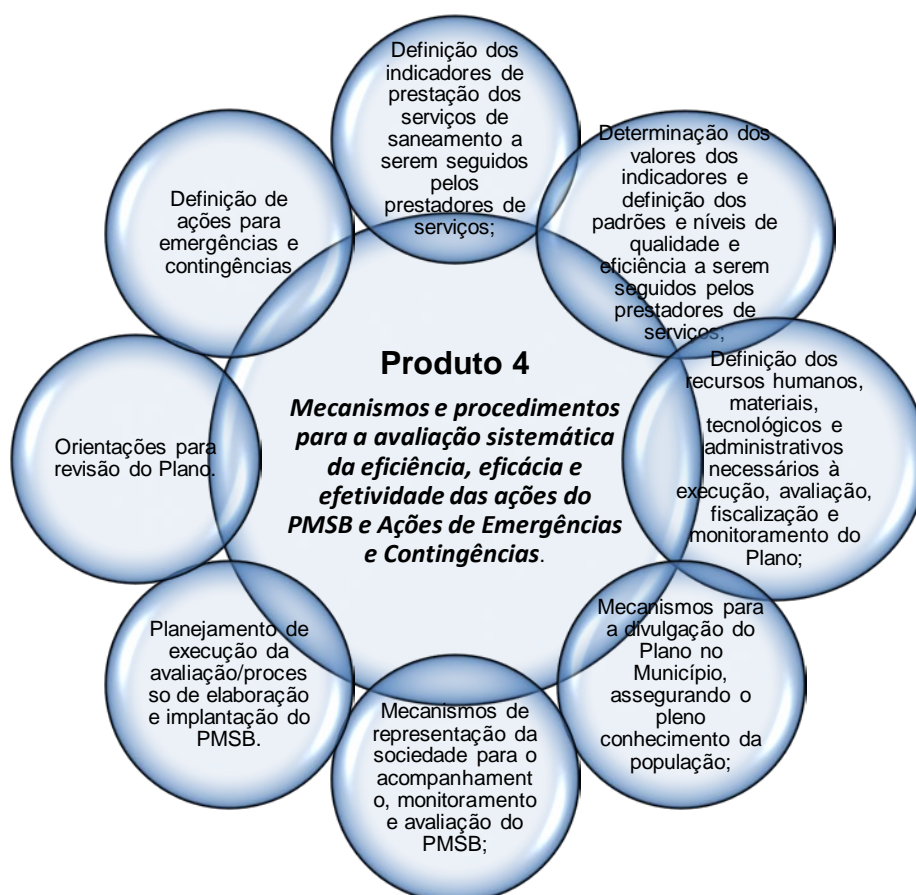 Definição dos
indicadores de
prestação dos
serviços de
saneamento a
serem seguidos
pelos
prestadores de
serviços;
Determinação dos
valores dos
indicadores e
definição dos
padrões e níveis de
qualidade e
eficiência a serem
seguidos pelos
prestadores de
serviços;
Definição dos
recursos humanos,
materiais,
tecnológicos e
administrativos
necessários à
execução, avaliação,
fiscalização e
monitoramento do
Plano;
Mecanismos para
a divulgação do
Plano no
Município,
assegurando o
pleno
conhecimento da
população;
Mecanismos de
representação da
sociedade para o
acompanhament
o, monitoramento
e avaliação do
PMSB;
Planejamento de
execução da
avaliação/proces
so de elaboração
e implantação do
PMSB.
Orientações para
revisão do Plano.
Definição de
ações para
emergências e
contingências
Produto 4
Mecanismos e procedimentos
para a avaliação sistemática
da eficiência, eficácia e
efetividade das ações do
PMSB e Ações de Emergências
e Contingências.